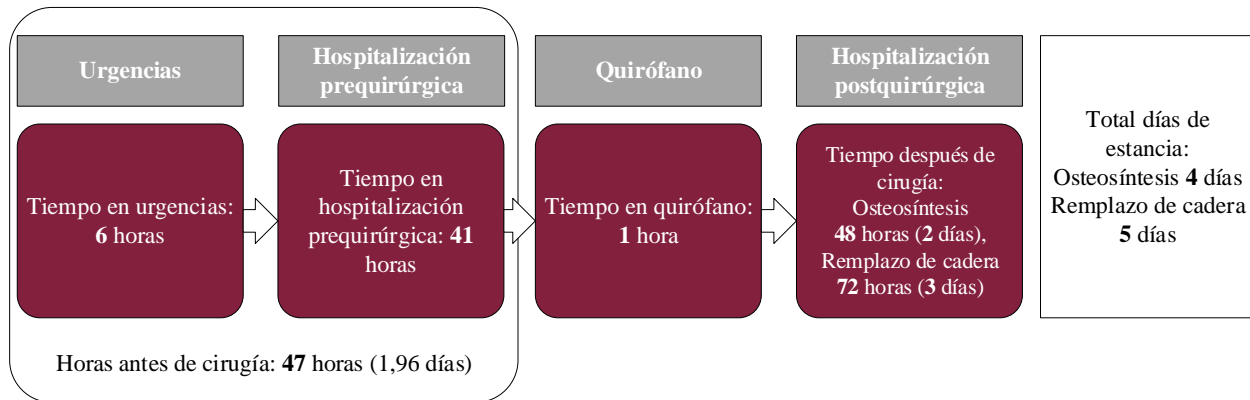 Urgencias
Hospitalización
prequirúrgica
Quirófano
Hospitalización
postquirúrgica
Tiempo en urgencias:
6 horas
Tiempo en
hospitalización
prequirúrgica: 41
horas
Tiempo en quirófano:
1 hora
Tiempo después de
cirugía:
Osteosíntesis
48 horas (2 días),
Remplazo de cadera
72 horas (3 días)
Total días de
estancia:
Osteosíntesis 4 días
Remplazo de cadera
5 días
Horas antes de cirugía: 47 horas (1,96 días)